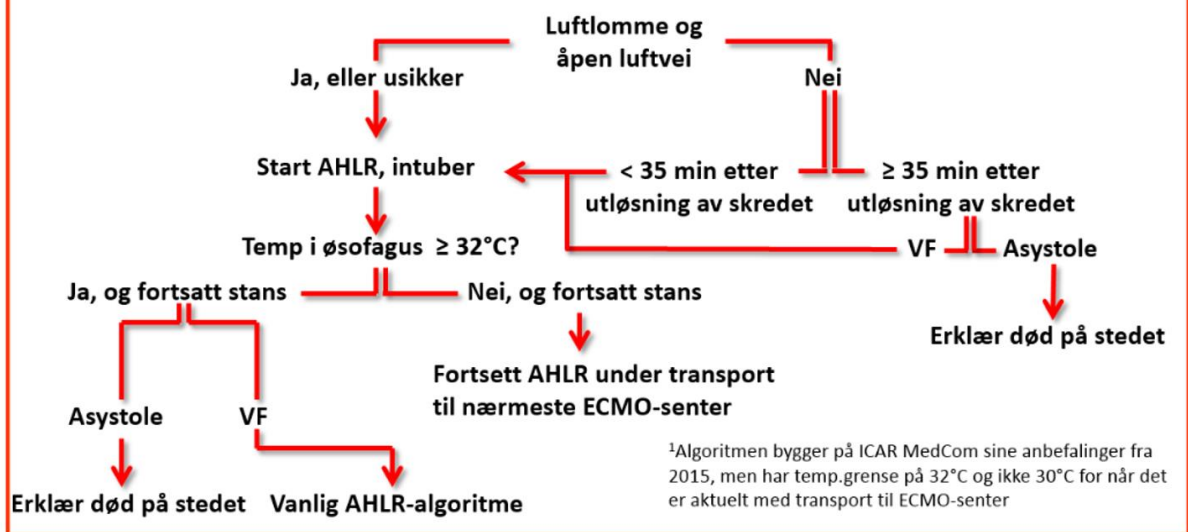 Luftlomme og
åpen luftvei
Ja, eller usikker
Nei
Start AHLR, intuber
< 35 min etter
utløsning av skredet
≥ 35 min etter
utløsning av skredet
Temp i øsofagus ≥ 32°C?
VF
Asystole
Ja, og fortsatt stans
Nei, og fortsatt stans
Erklær død på stedet
Fortsett AHLR under transport
til nærmeste ECMO-senter
Asystole
VF
Erklær død på stedet
Vanlig AHLR-algoritme
¹Algoritmen bygger på ICAR MedCom sine anbefalinger fra
2015, men har temp.grense på 32°C og ikke 30°C for når det
er aktuelt med transport til ECMO-senter